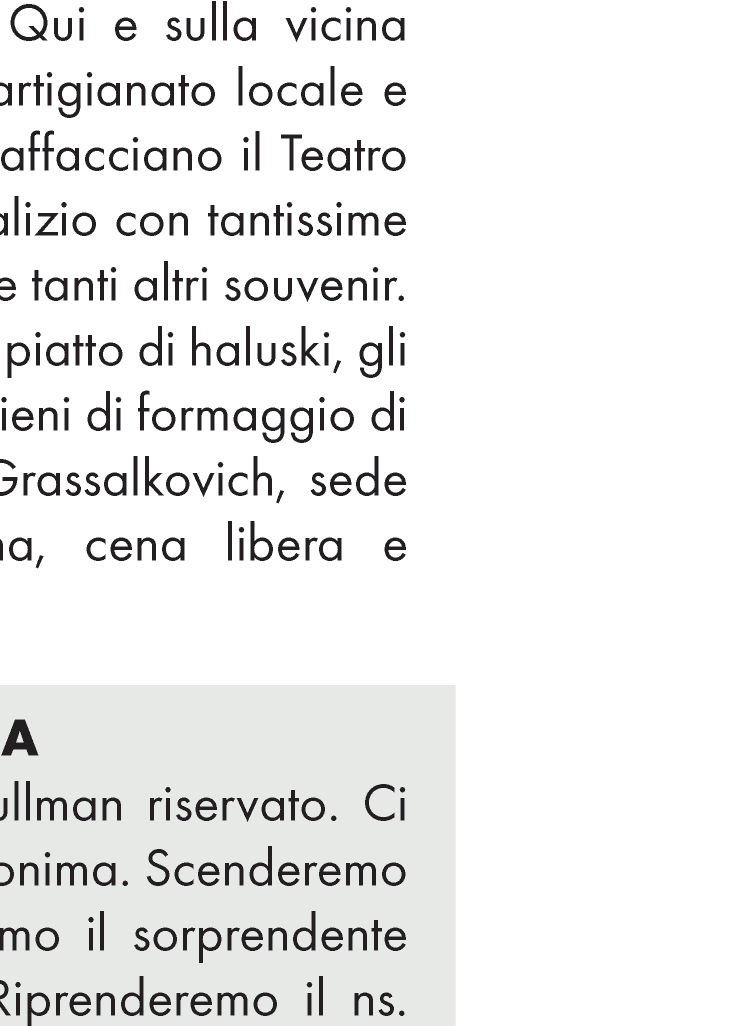 Qui e sulla vicina
artigianato locale e
affacciano il Teatro
alizio con tantissime
e tanti altri souvenir.
piatto di haluski, gli
ieni di formaggio di
Grassalkovich, sede
na, cena libera e
A
ullman riservato. Ci
onima. Scenderemo
mo il sorprendente
Riprenderemo il ns.